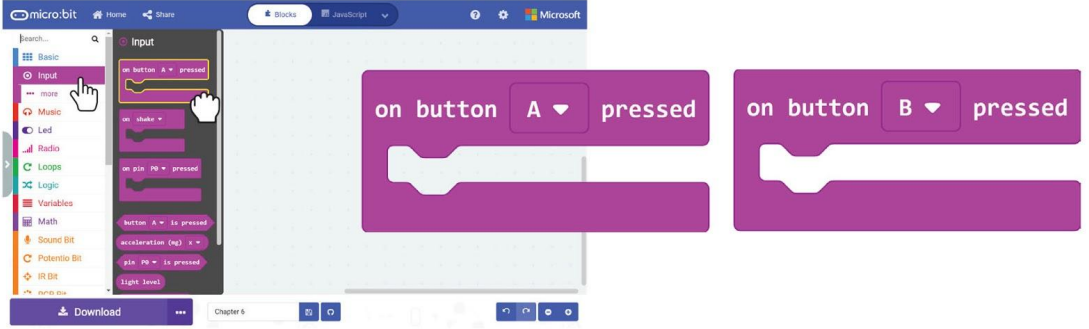 micro:bit Home Share Blocks JavaScript Microsoft
Search...
Basic
Input
more
Music
Led
Radio
Loops
Logic
Variables
Math
Sound Bit
Potentio Bit
IR Bit
Input
on button A pressed
on shake
on pin P0 pressed
button A is pressed
acceleration (mg) x
pin P0 is pressed
light level
Download
Chapter 6
on button A pressed
on button B pressed